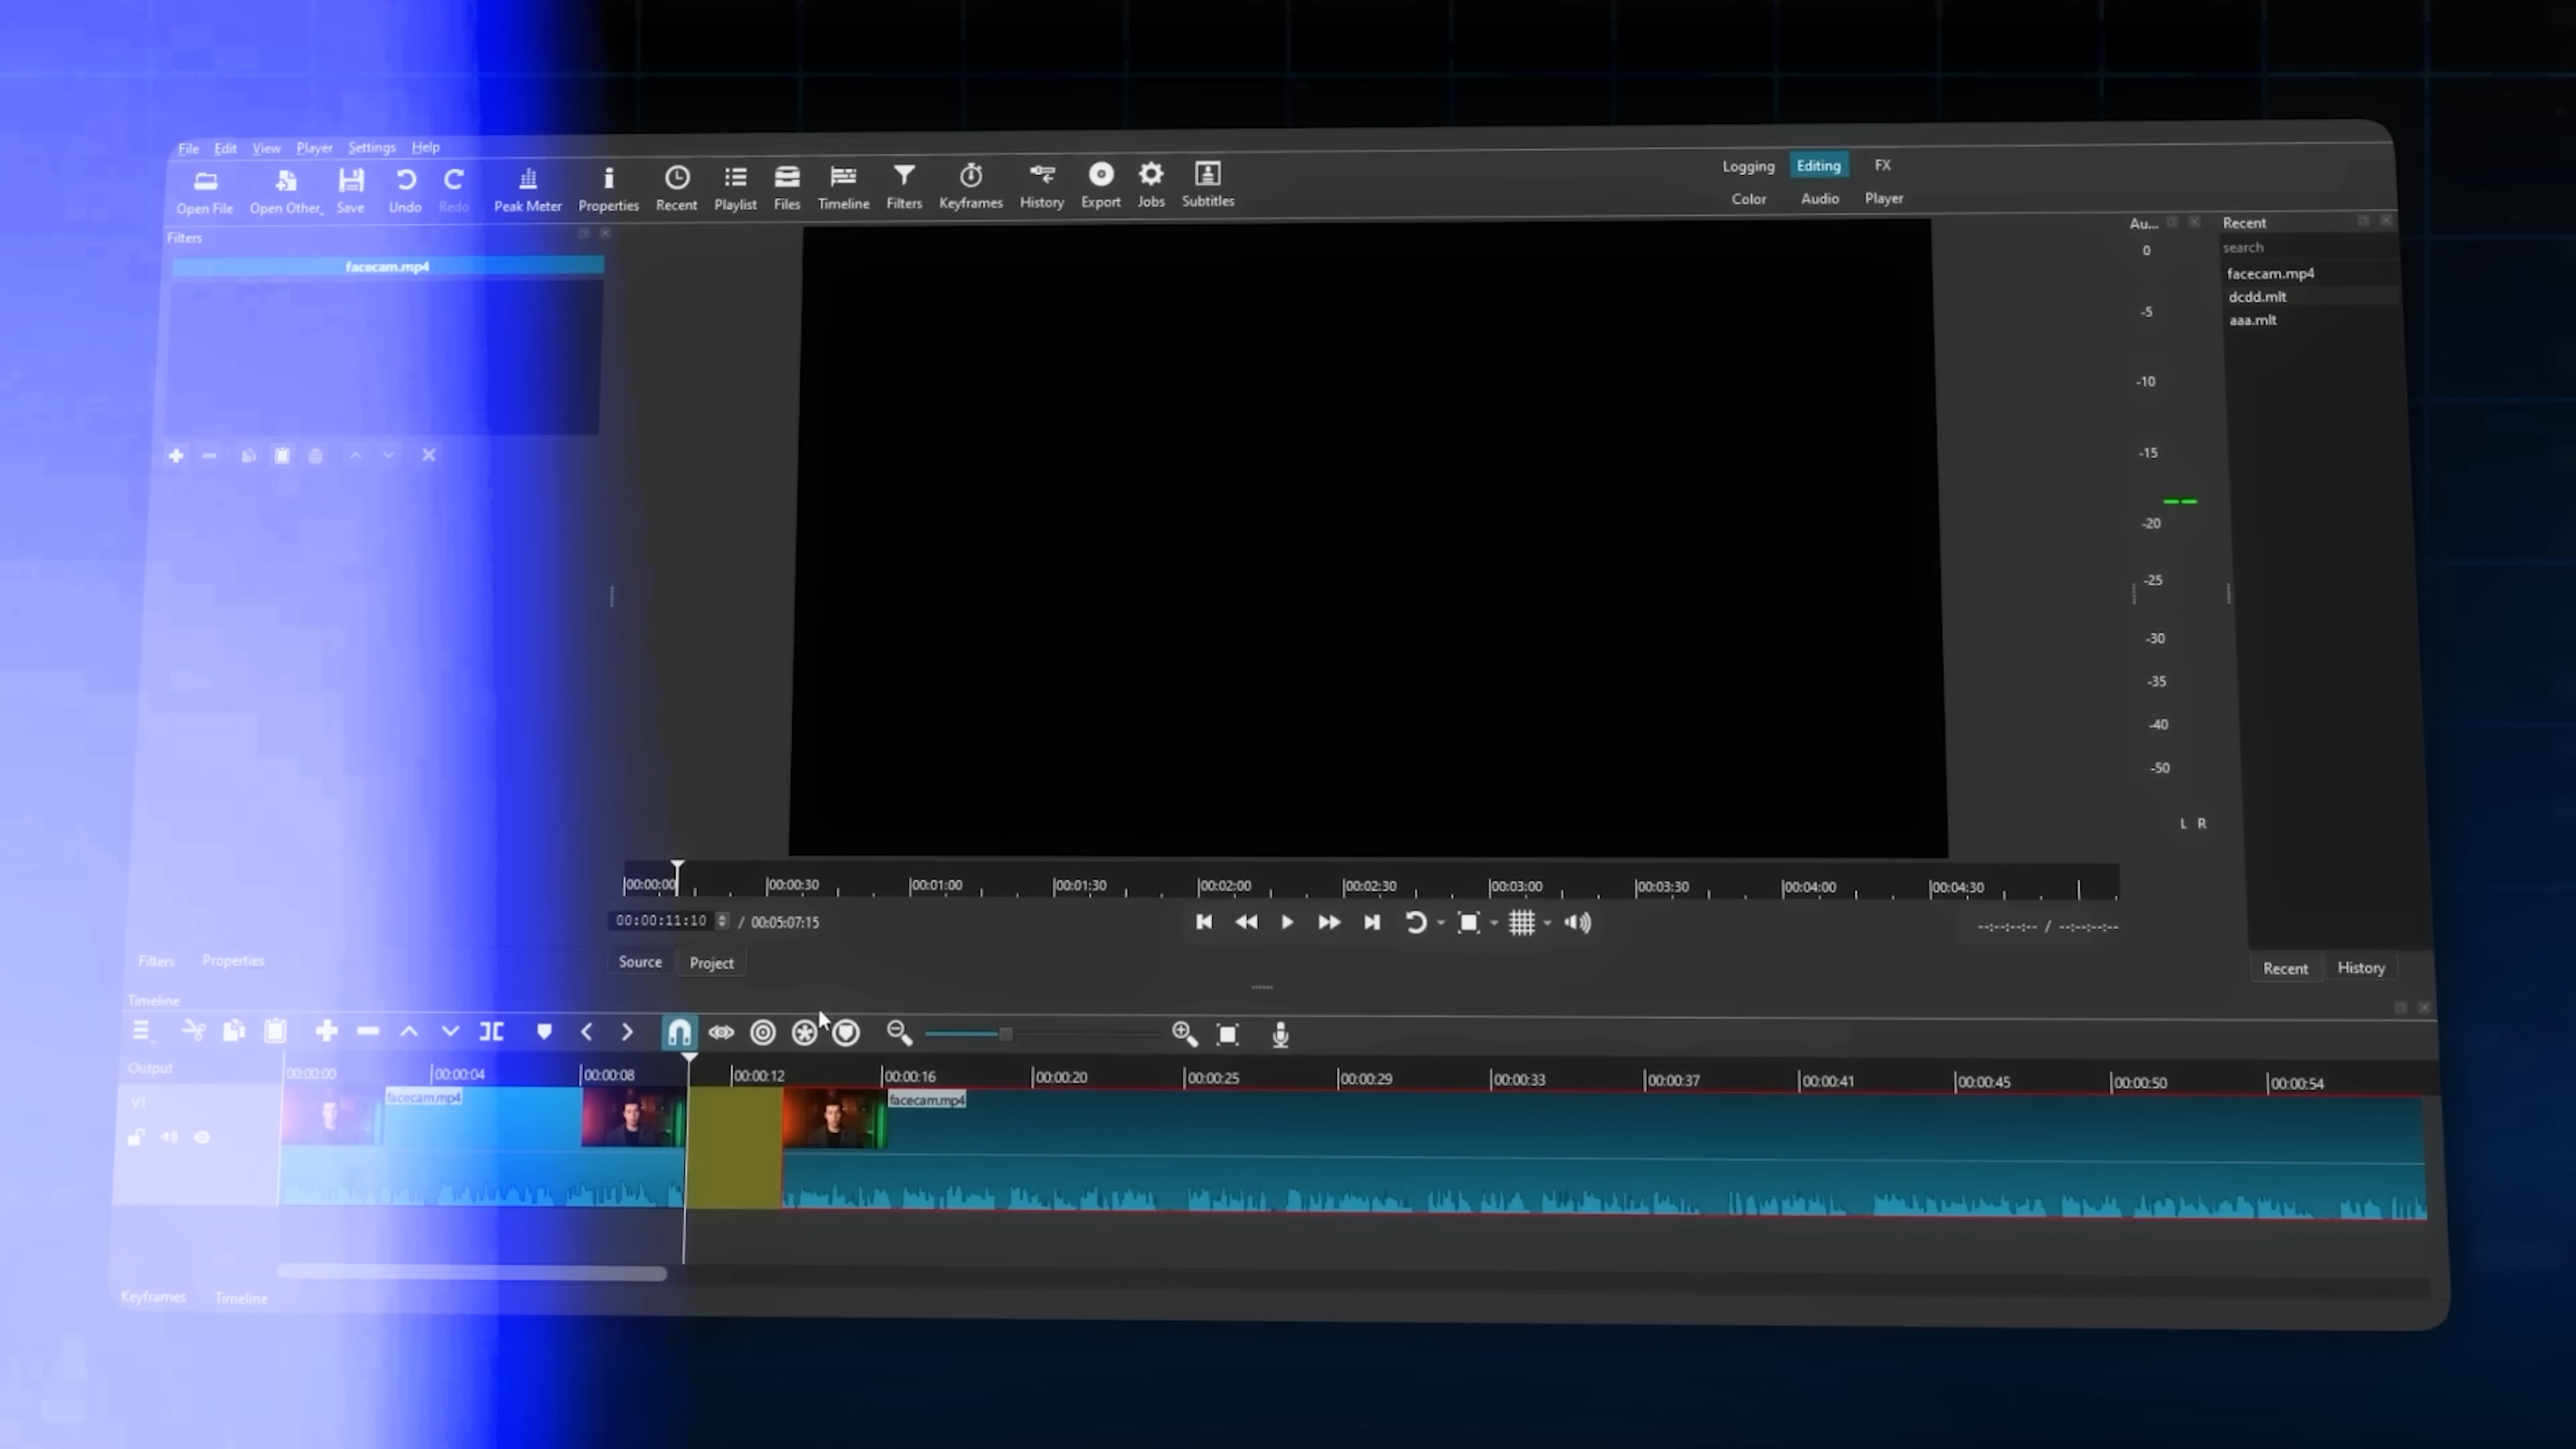 File Edit View Player Settings Help
Open File Open Other Save Undo Redo Peak Meter Properties Recent Playlist Files Timeline Filters Keyframes History Export Jobs Subtitles
Logging Editing FX
Color Audio Player
Filters
facecam.mp4
Au... Recent
search
facecam.mp4
dcdd.mlt
aaa.mlt
0
-5
-10
-15
-20
-25
-30
-35
-40
-50
L R
00:00:00 00:00:30 00:01:00 00:01:30 00:02:00 00:02:30 00:03:00 00:03:30 00:04:00 00:04:30
00:00:11:10 / 00:05:07:15 --:--:--:-- / --:--:--:--
Filters Properties Source Project Recent History
Timeline
Output 00:00:00 00:00:04 00:00:08 00:00:12 00:00:16 00:00:20 00:00:25 00:00:29 00:00:33 00:00:37 00:00:41 00:00:45 00:00:50 00:00:54
V1 facecam.mp4 facecam.mp4
Keyframes Timeline